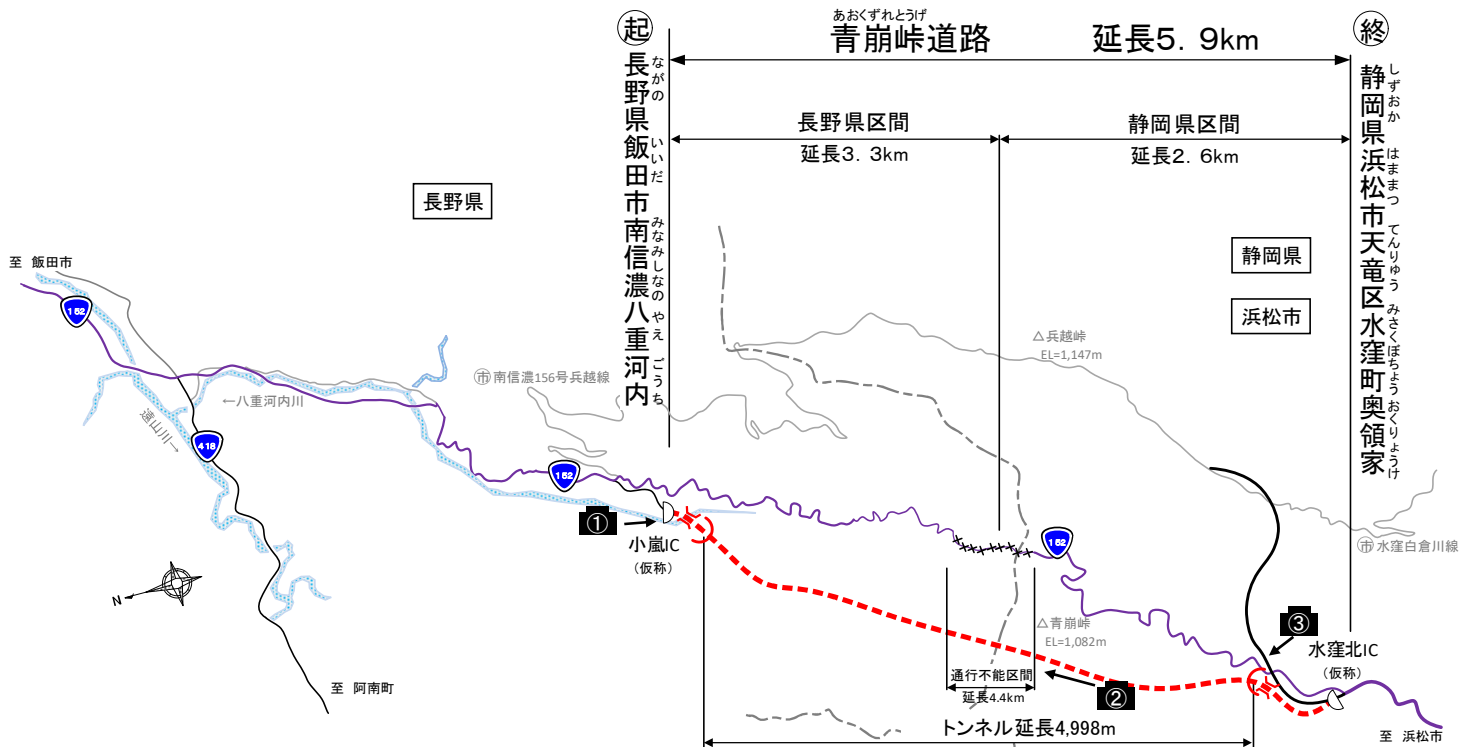 あおくずれとうげ
青崩峠道路 延長5.9km
起
長野県飯田市南信濃八重河内
ながの いいだ みなみしなの やえ ごうち
終
静岡県浜松市天竜区水窪町奥領家
しずおか はままつ てんりゅう みさくぼちょう おくりょうけ
長野県区間
延長3.3km
静岡県区間
延長2.6km
長野県
静岡県
浜松市
至 飯田市
152
△兵越峠
EL=1,147m
市 南信濃156号兵越線
←八重河内川
遠山川→
418
152
①
小嵐IC
(仮称)
152
市 水窪白倉川線
N
△青崩峠
EL=1,082m
③
水窪北IC
(仮称)
通行不能区間
延長4.4km
②
至 阿南町
トンネル延長4,998m
至 浜松市